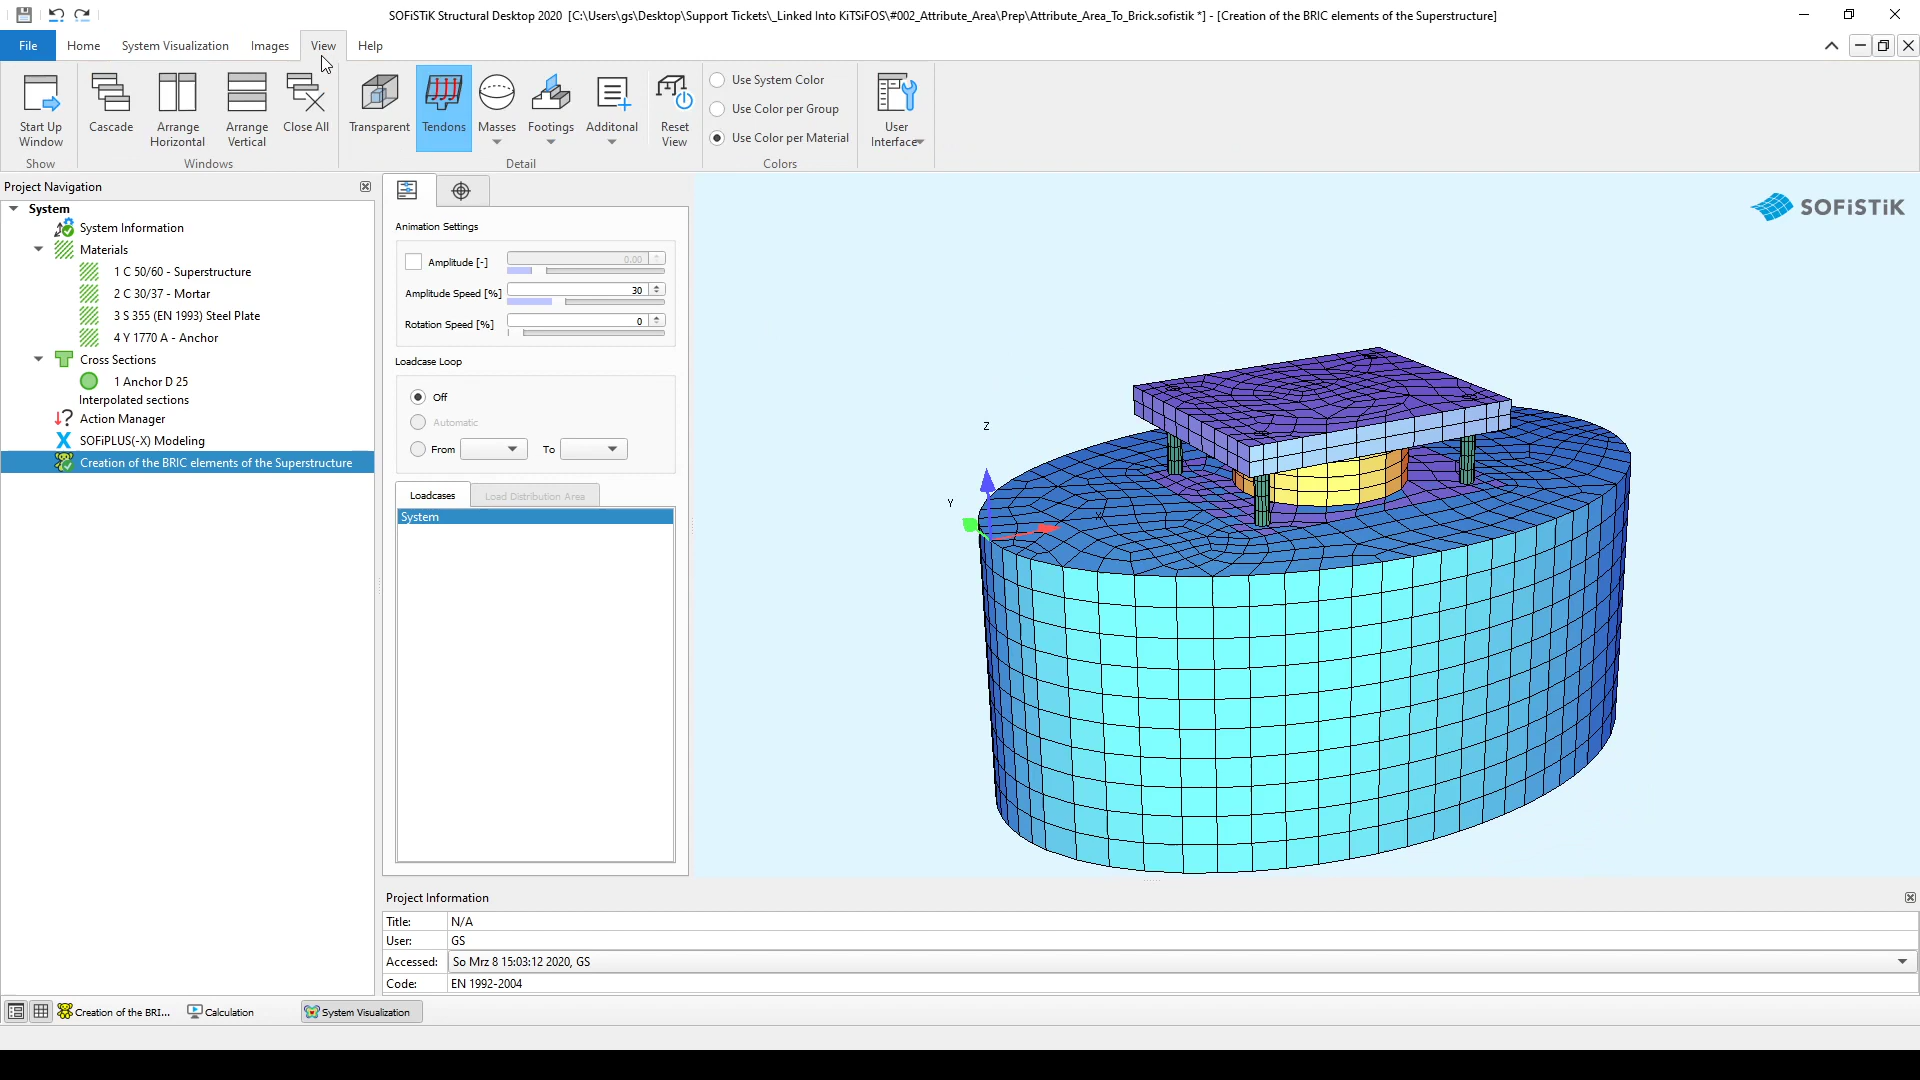 SOFiSTiK Structural Desktop 2020 [C:\Users\gs\Desktop\Support Tickets\_Linked Into KiTSiFOS\#002_Attribute_Area\Prep\Attribute_Area_To_Brick.sofistik *] - [Creation of the BRIC elements of the Superstructure]
File Home System Visualization Images View Help
Start Up Window
Cascade
Arrange Horizontal
Arrange Vertical
Close All
Transparent
Tendons
Masses
Footings
Additonal
Reset View
Use System Color
Use Color per Group
Use Color per Material
User Interface
Show Windows Detail Colors
Project Navigation
System
System Information
Materials
1 C 50/60 - Superstructure
2 C 30/37 - Mortar
3 S 355 (EN 1993) Steel Plate
4 Y 1770 A - Anchor
Cross Sections
1 Anchor D 25
Interpolated sections
Action Manager
SOFiPLUS(-X) Modeling
Creation of the BRIC elements of the Superstructure
Animation Settings
Amplitude [-] 0.00
Amplitude Speed [%] 30
Rotation Speed [%] 0
Loadcase Loop
Off
Automatic
From To
Loadcases Load Distribution Area
System
SOFiSTiK
Z
Y
X
Project Information
Title: N/A
User: GS
Accessed: So Mrz 8 15:03:12 2020, GS
Code: EN 1992-2004
Creation of the BRI... Calculation System Visualization